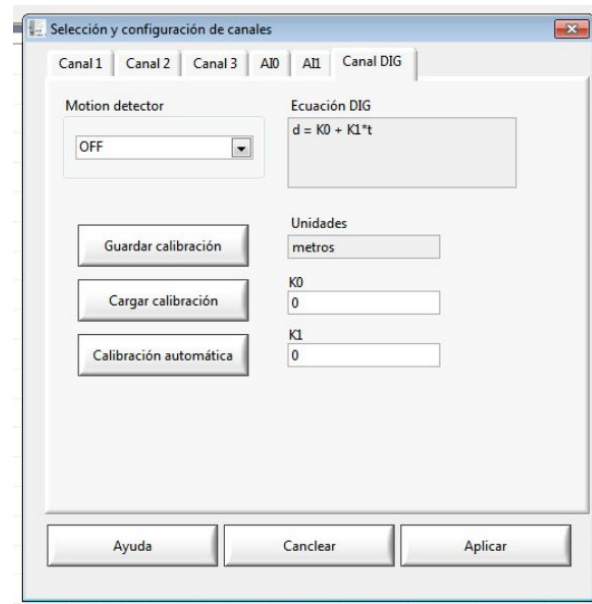 Selección y configuración de canales
Canal 1 Canal 2 Canal 3 AI0 AI1 Canal DIG
Motion detector
OFF
Ecuación DIG
d = K0 + K1*t
Guardar calibración
Cargar calibración
Calibración automática
Unidades
metros
K0
0
K1
0
Ayuda Canclear Aplicar